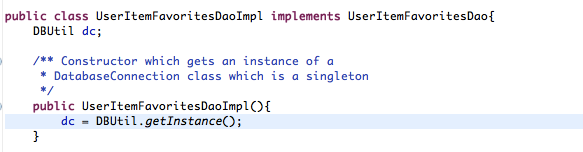 public class UserItemFavoritesDaoImpl implements UserItemFavoritesDao{
DBUtil dc;
/** Constructor which gets an instance of a
* DatabaseConnection class which is a singleton
*/
public UserItemFavoritesDaoImpl(){
dc = DBUtil.getInstance();
}